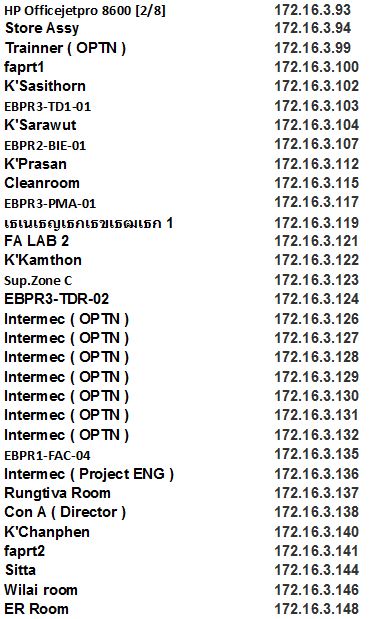 HP Officejetpro 8600 [2/8] 172.16.3.93
Store Assy 172.16.3.94
Trainner ( OPTN ) 172.16.3.99
faprt1 172.16.3.100
K'Sasithorn 172.16.3.102
EBPR3-TD1-01 172.16.3.103
K'Sarawut 172.16.3.104
EBPR2-BIE-01 172.16.3.107
K'Prasan 172.16.3.112
Cleanroom 172.16.3.115
EBPR3-PMA-01 172.16.3.117
เธเนเธญเธเธเธฃเธฒเธ 1 172.16.3.119
FA LAB 2 172.16.3.121
K'Kamthon 172.16.3.122
Sup.Zone C 172.16.3.123
EBPR3-TDR-02 172.16.3.124
Intermec ( OPTN ) 172.16.3.126
Intermec ( OPTN ) 172.16.3.127
Intermec ( OPTN ) 172.16.3.128
Intermec ( OPTN ) 172.16.3.129
Intermec ( OPTN ) 172.16.3.130
Intermec ( OPTN ) 172.16.3.131
Intermec ( OPTN ) 172.16.3.132
EBPR1-FAC-04 172.16.3.135
Intermec ( Project ENG ) 172.16.3.136
Rungtiva Room 172.16.3.137
Con A ( Director ) 172.16.3.138
K'Chanphen 172.16.3.140
faprt2 172.16.3.141
Sitta 172.16.3.144
Wilai room 172.16.3.146
ER Room 172.16.3.148